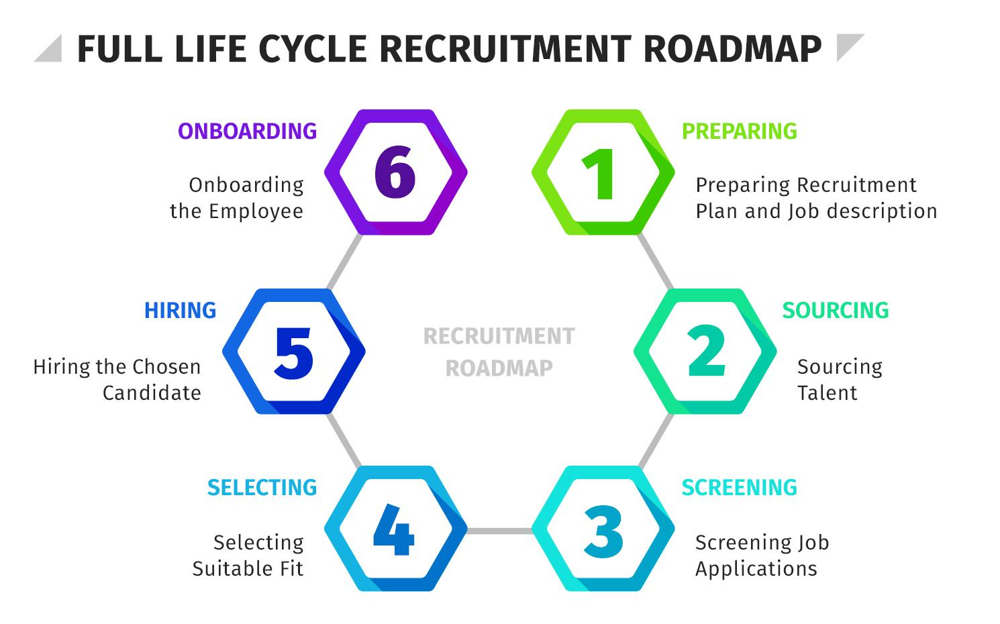 FULL LIFE CYCLE RECRUITMENT ROADMAP
1
PREPARING
Preparing Recruitment
Plan and Job description
2
SOURCING
Sourcing
Talent
3
SCREENING
Screening Job
Applications
4
SELECTING
Selecting
Suitable Fit
5
HIRING
Hiring the Chosen
Candidate
6
ONBOARDING
Onboarding
the Employee
RECRUITMENT
ROADMAP